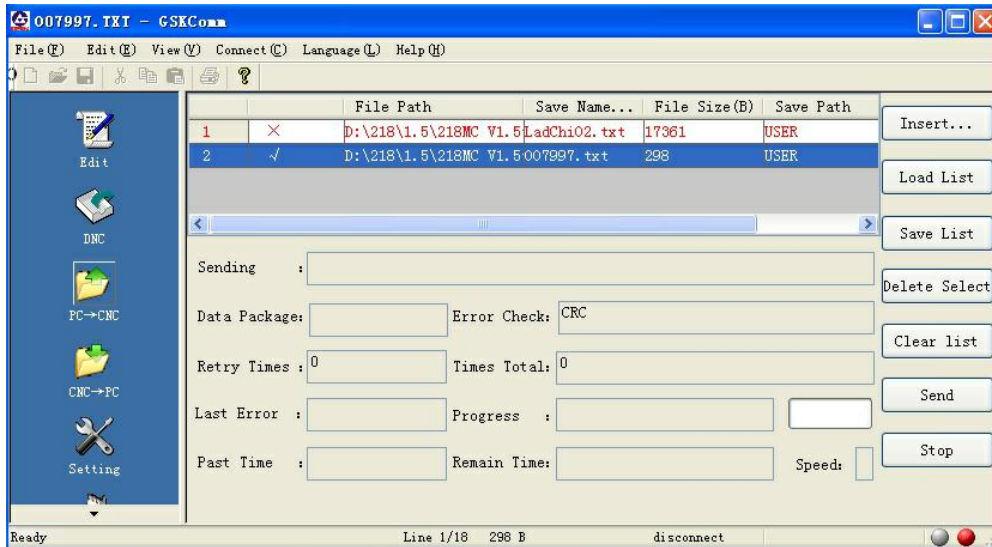 O07997.TXT - GSKComm
File(F) Edit(E) View(V) Connect(C) Language(L) Help(H)
File Path Save Name... File Size(B) Save Path
1 × D:\218\1.5\218MC V1.5 LadChi02.txt 17361 USER
2 √ D:\218\1.5\218MC V1.5 O07997.txt 298 USER
Edit
DNC
PC→CNC
CNC→PC
Setting
Sending :
Data Package: Error Check: CRC
Retry Times : 0 Times Total: 0
Last Error : Progress :
Past Time : Remain Time: Speed:
Insert...
Load List
Save List
Delete Select
Clear list
Send
Stop
Ready Line 1/18 298 B disconnect